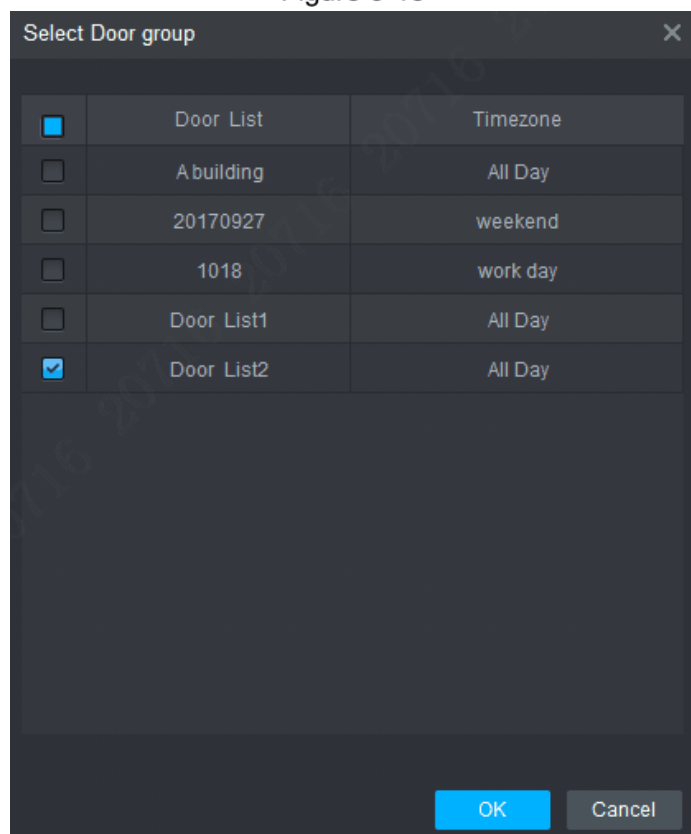 Select Door group
Door List Timezone
A building All Day
20170927 weekend
1018 work day
Door List1 All Day
Door List2 All Day
OK Cancel